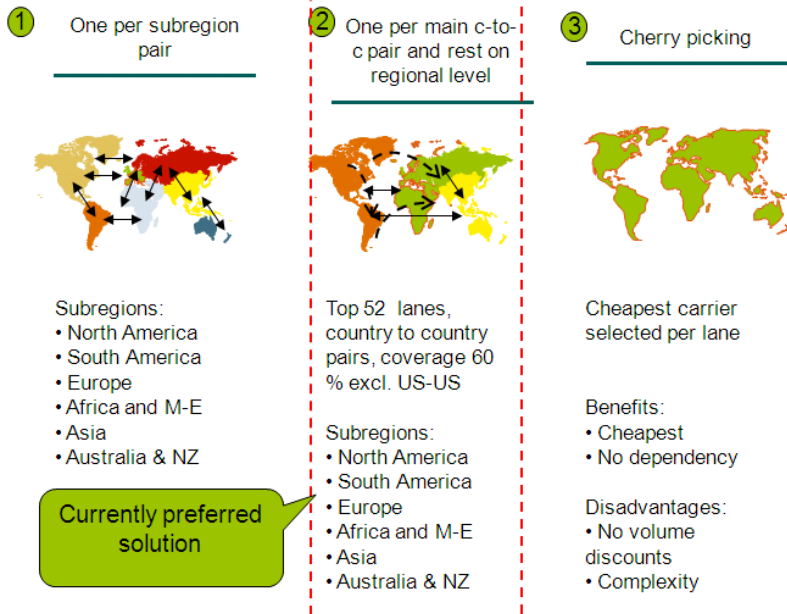 1
One per subregion
pair
Subregions:
• North America
• South America
• Europe
• Africa and M-E
• Asia
• Australia & NZ
Currently preferred
solution
2
One per main c-to-
c pair and rest on
regional level
Top 52 lanes,
country to country
pairs, coverage 60
% excl. US-US
Subregions:
• North America
• South America
• Europe
• Africa and M-E
• Asia
• Australia & NZ
3
Cherry picking
Cheapest carrier
selected per lane
Benefits:
• Cheapest
• No dependency
Disadvantages:
• No volume
discounts
• Complexity